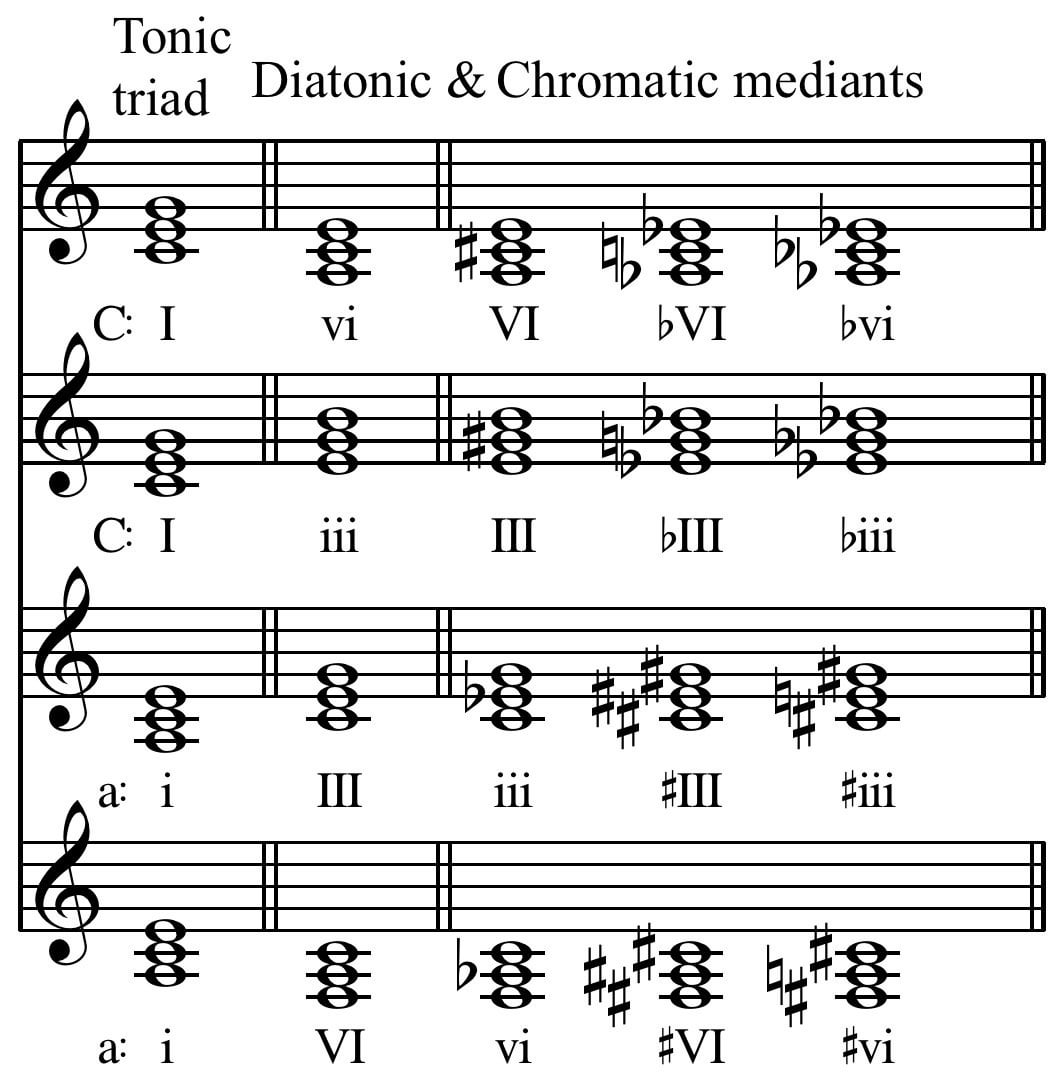 Tonic
triad
Diatonic & Chromatic mediants
C: I vi VI ♭VI ♭vi
C: I iii III ♭III ♭iii
a: i III iii ♯III ♯iii
a: i VI vi ♯VI ♯vi